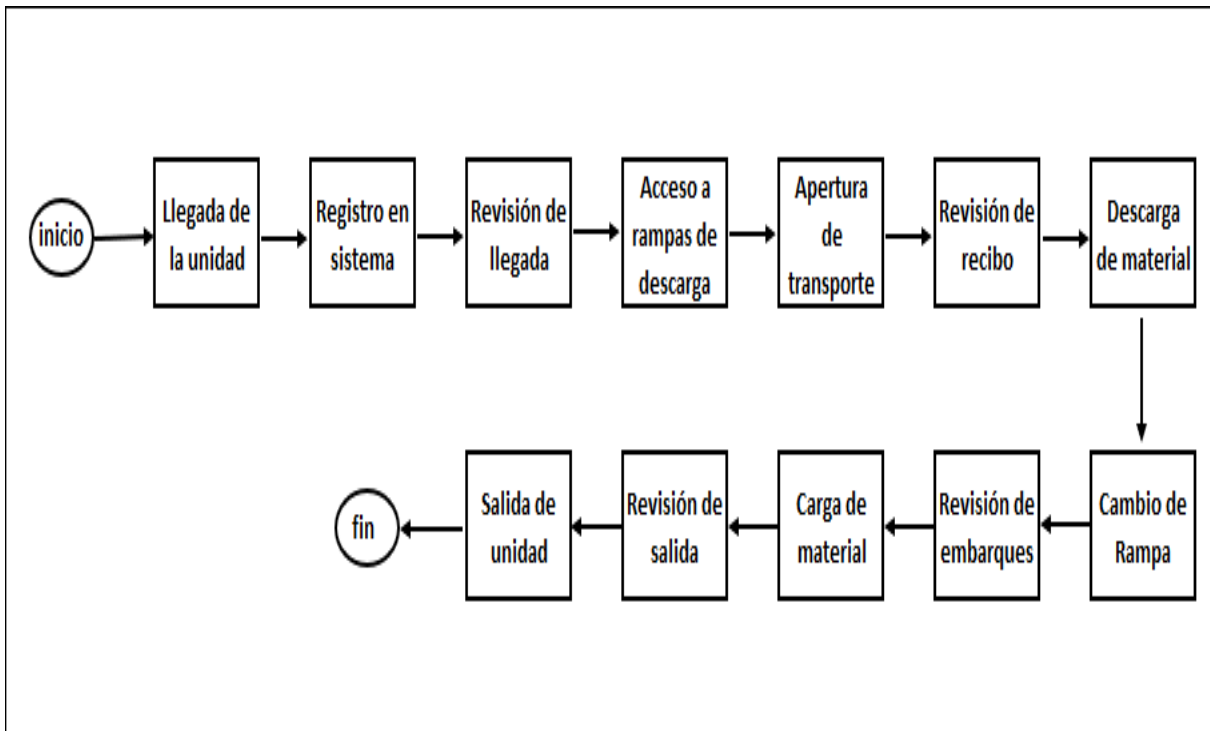 inicio
Llegada de
la unidad
Registro en
sistema
Revisión de
llegada
Acceso a
rampas de
descarga
Apertura
de
transporte
Revisión de
recibo
Descarga
de material
Cambio de
Rampa
Revisión de
embarques
Carga de
material
Revisión de
salida
Salida de
unidad
fin